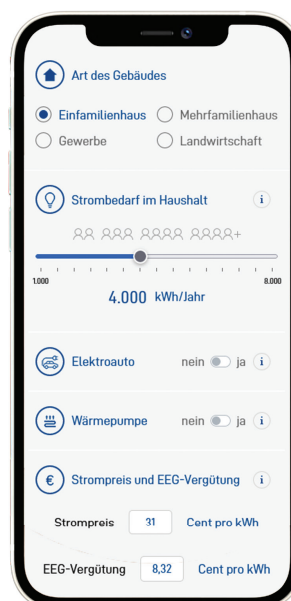 Art des Gebäudes
Einfamilienhaus Mehrfamilienhaus
Gewerbe Landwirtschaft
Strombedarf im Haushalt i
+
1.000 8.000
4.000 kWh/Jahr
Elektroauto nein ja i
Wärmepumpe nein ja i
€ Strompreis und EEG-Vergütung i
Strompreis 31 Cent pro kWh
EEG-Vergütung 8,32 Cent pro kWh